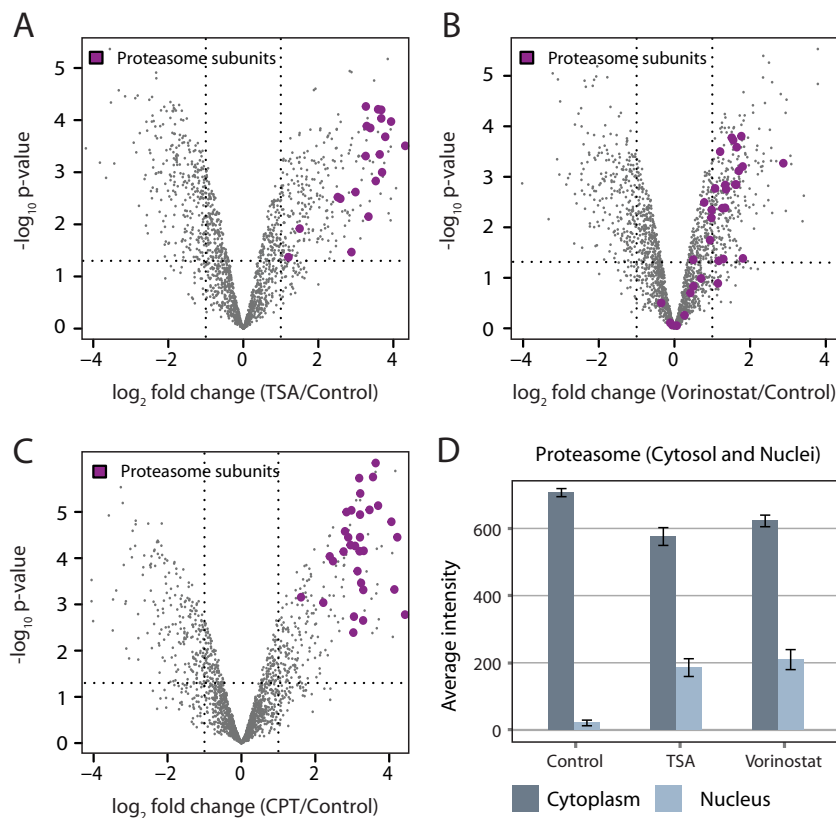 A
Proteasome subunits
-log10 p-value
5
4
3
2
1
0
−4
−2
0
2
4
log2 fold change (TSA/Control)
B
Proteasome subunits
-log10 p-value
5
4
3
2
1
0
−4
−2
0
2
4
log2 fold change (Vorinostat/Control)
C
Proteasome subunits
-log10 p-value
5
4
3
2
1
0
−4
−2
0
2
4
log2 fold change (CPT/Control)
D
Proteasome (Cytosol and Nuclei)
Average intensity
600
400
200
0
Control
TSA
Vorinostat
Cytoplasm
Nucleus